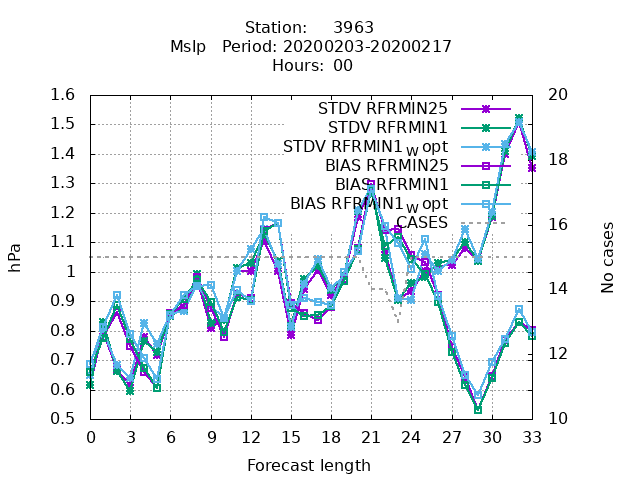 Station: 3963
Mslp Period: 20200203-20200217
Hours: 00
1.6
1.5
1.4
1.3
1.2
1.1
1
0.9
0.8
0.7
0.6
0.5
hPa
20
18
16
14
12
10
No cases
STDV RFRMIN25
STDV RFRMIN1
STDV RFRMIN1w opt
BIAS RFRMIN25
BIAS RFRMIN1
BIAS RFRMIN1w opt
CASES
0 3 6 9 12 15 18 21 24 27 30 33
Forecast length